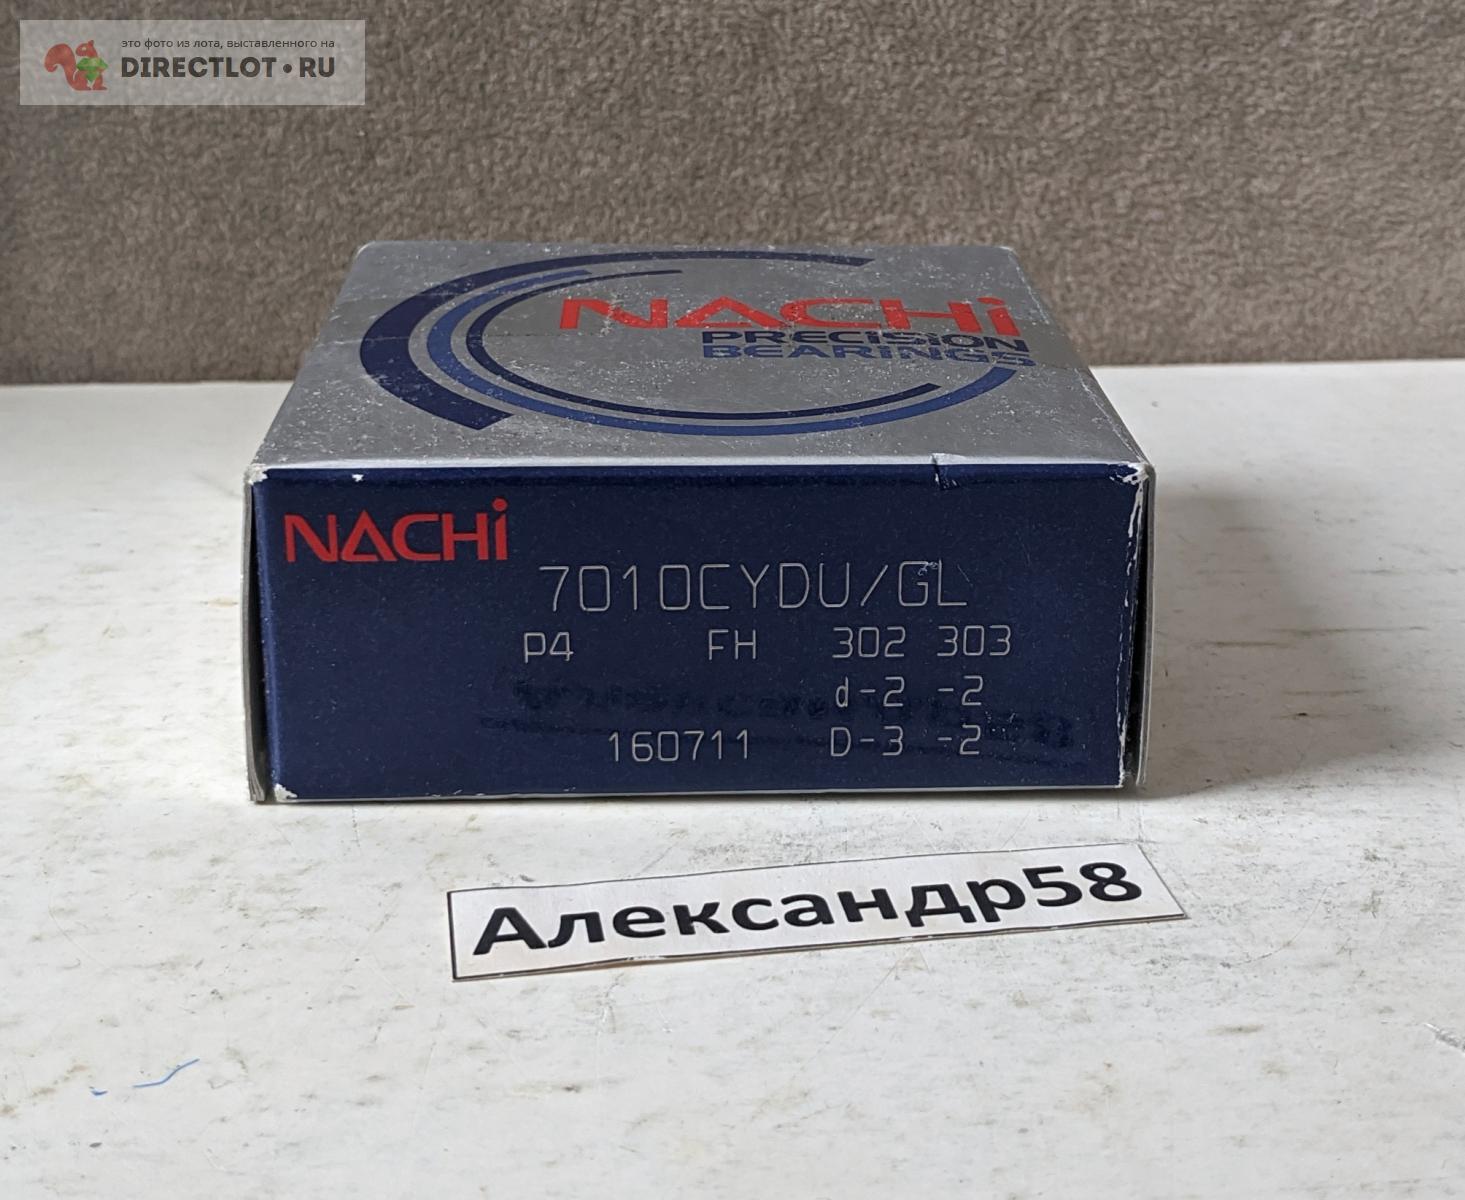 это фото из лота, выставленного на
DIRECTLOT•RU
NACHi
PRECISION
BEARINGS
NACHi
7010CYDU/GL
P4 FH 302 303
d-2 -2
160711 D-3 -2
Александр58